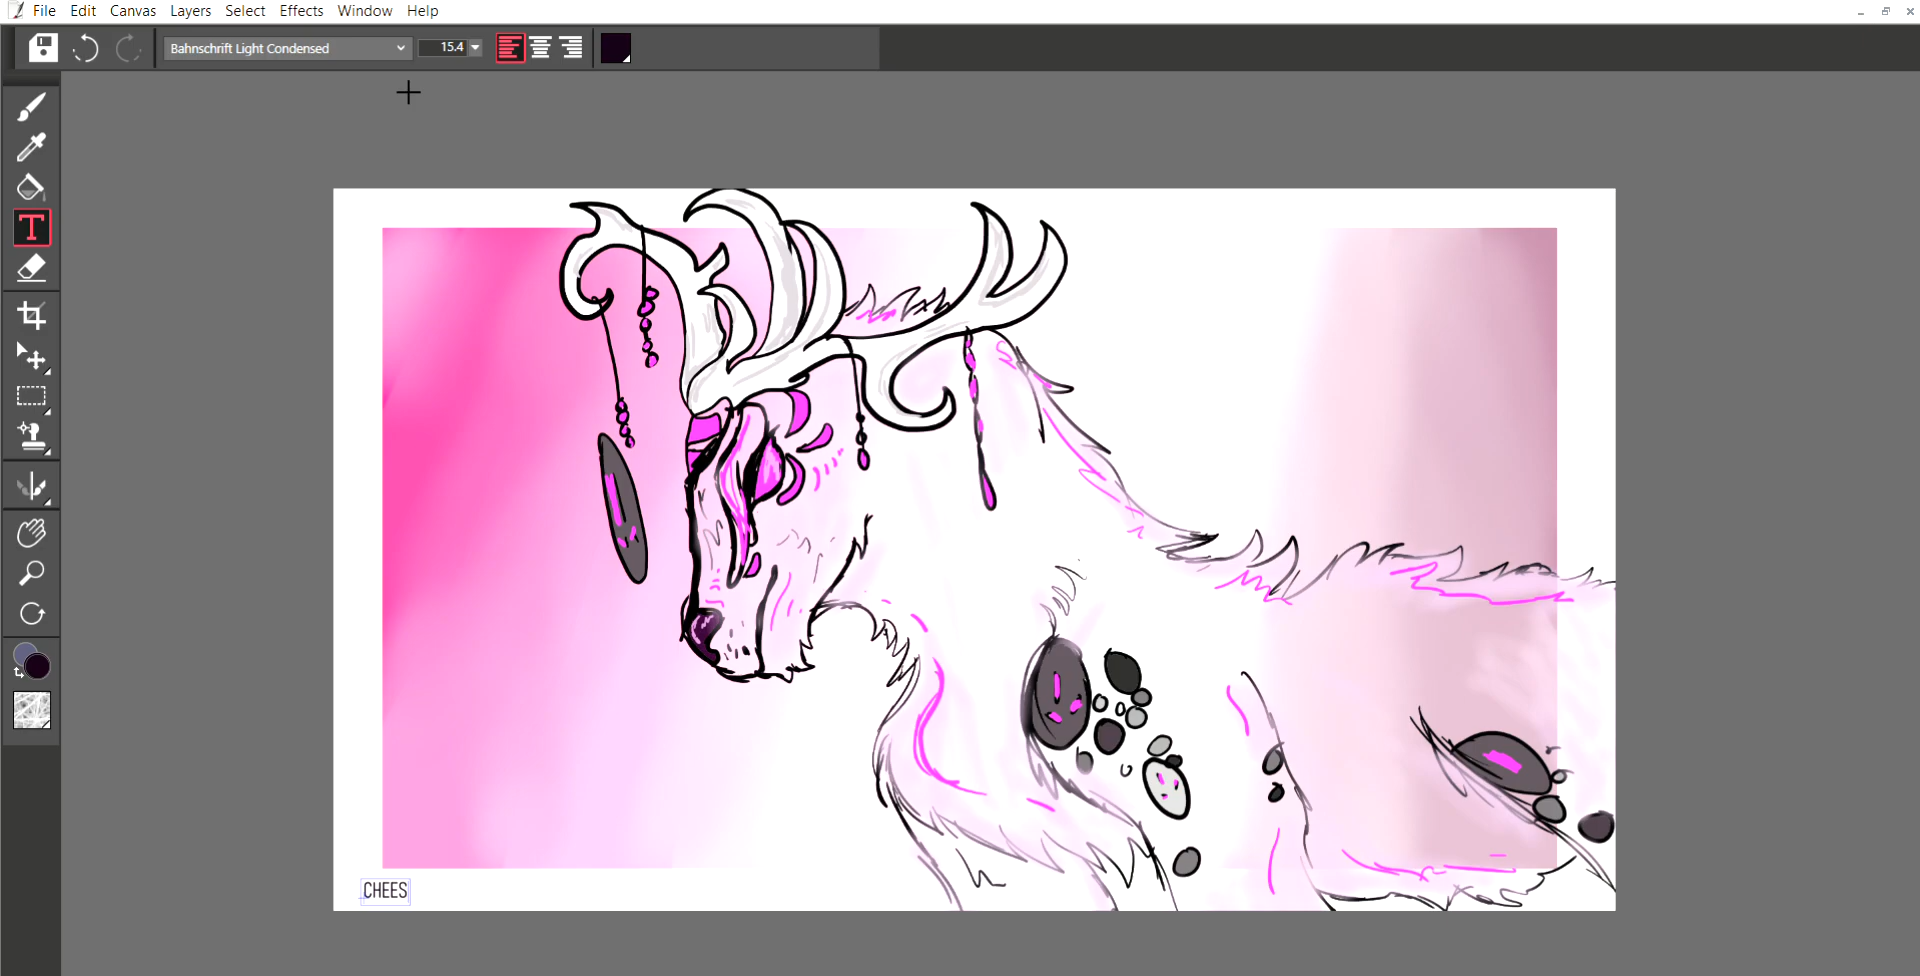 File Edit Canvas Layers Select Effects Window Help
Bahnschrift Light Condensed 15.4
T
CHEES